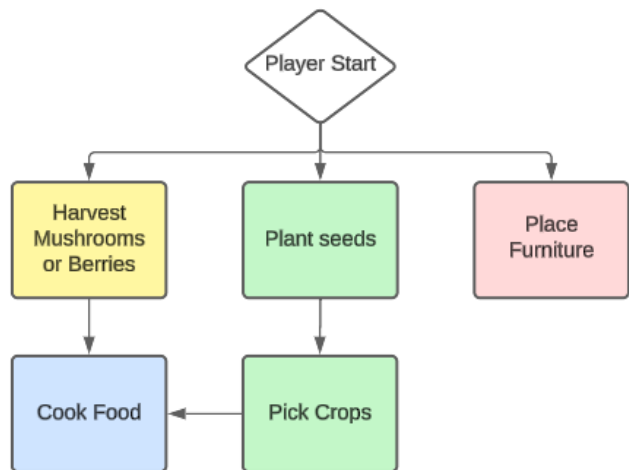 Player Start
Harvest
Mushrooms
or Berries
Plant seeds
Place
Furniture
Cook Food
Pick Crops